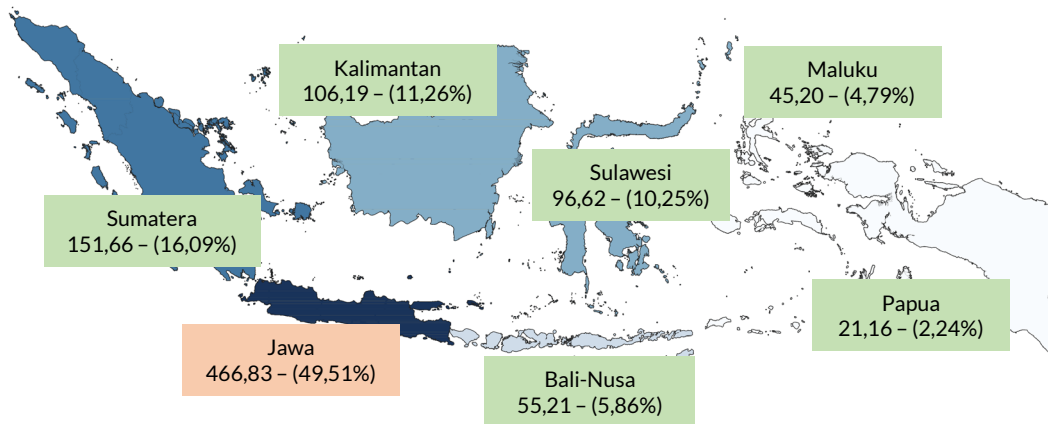 Kalimantan
106,19 – (11,26%)
Maluku
45,20 – (4,79%)
Sulawesi
96,62 – (10,25%)
Sumatera
151,66 – (16,09%)
Papua
21,16 – (2,24%)
Jawa
466,83 – (49,51%)
Bali-Nusa
55,21 – (5,86%)